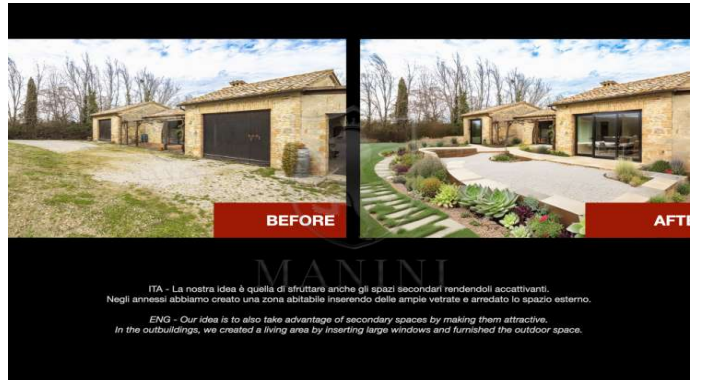 BEFORE
AFTE
MANINI
ITA - La nostra idea è quella di sfruttare anche gli spazi secondari rendendoli accattivanti.
Negli annessi abbiamo creato una zona abitabile inserendo delle ampie vetrate e arredato lo spazio esterno.
ENG - Our idea is to also take advantage of secondary spaces by making them attractive.
In the outbuildings, we created a living area by inserting large windows and furnished the outdoor space.